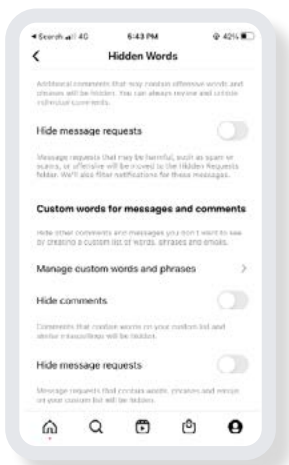 Search 4G 6:43 PM 42%
Hidden Words
Additional comments that may contain offensive words and
phrases will be hidden. You can always review and unhide
individual comments.
Hide message requests
Message requests that may be harmful, such as spam or
scams, or offensive will be moved to the Hidden Requests
folder. We'll also filter notifications for these messages.
Custom words for messages and comments
Hide other comments and messages you don't want to see
by creating a custom list of words, phrases and emojis.
Manage custom words and phrases
Hide comments
Comments that contain words on your custom list and
similar misspellings will be hidden.
Hide message requests
Message requests that contain words, phrases and emojis
on your custom list will be hidden.